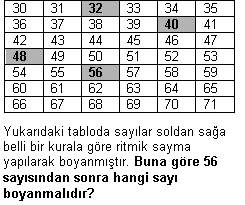 30 31 32 33 34 35
36 37 38 39 40 41
42 43 44 45 46 47
48 49 50 51 52 53
54 55 56 57 58 59
60 61 62 63 64 65
66 67 68 69 70 71
Yukarıdaki tabloda sayılar soldan sağa
belli bir kurala göre ritmik sayma
yapılarak boyanmıştır. Buna göre 56
sayısından sonra hangi sayı
boyanmalıdır?